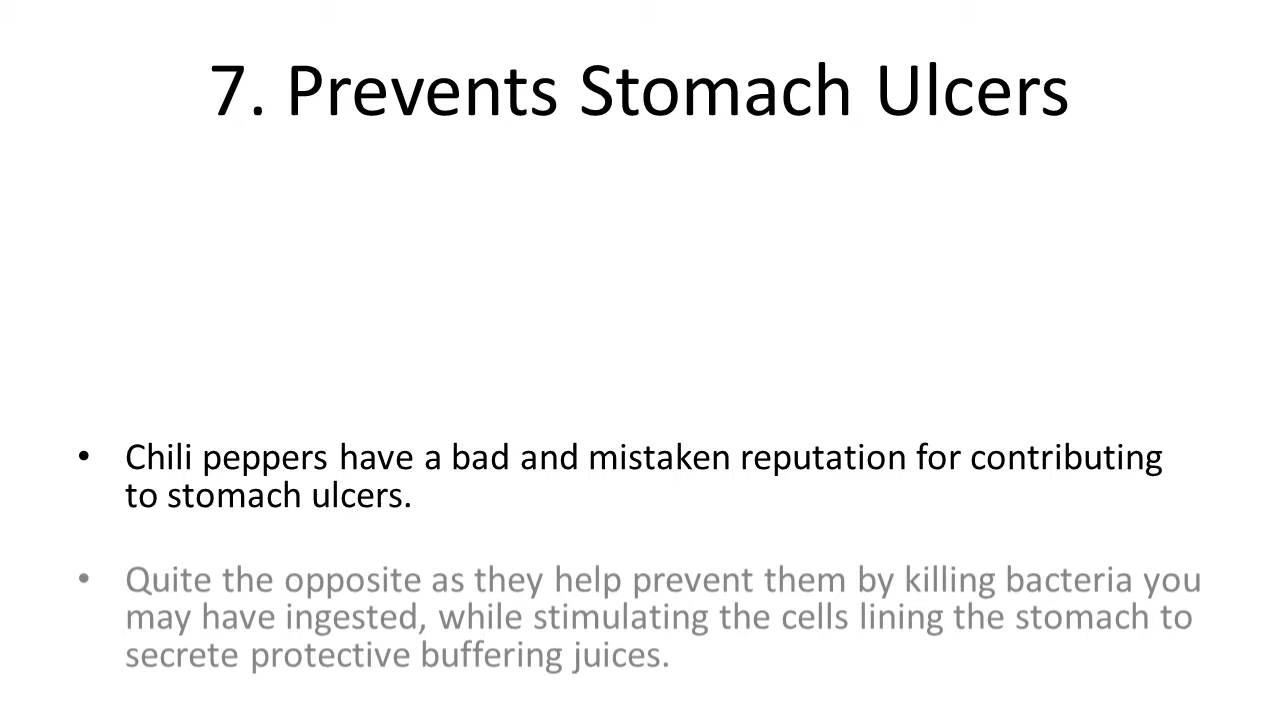 7. Prevents Stomach Ulcers
• Chili peppers have a bad and mistaken reputation for contributing
to stomach ulcers.
• Quite the opposite as they help prevent them by killing bacteria you
may have ingested, while stimulating the cells lining the stomach to
secrete protective buffering juices.